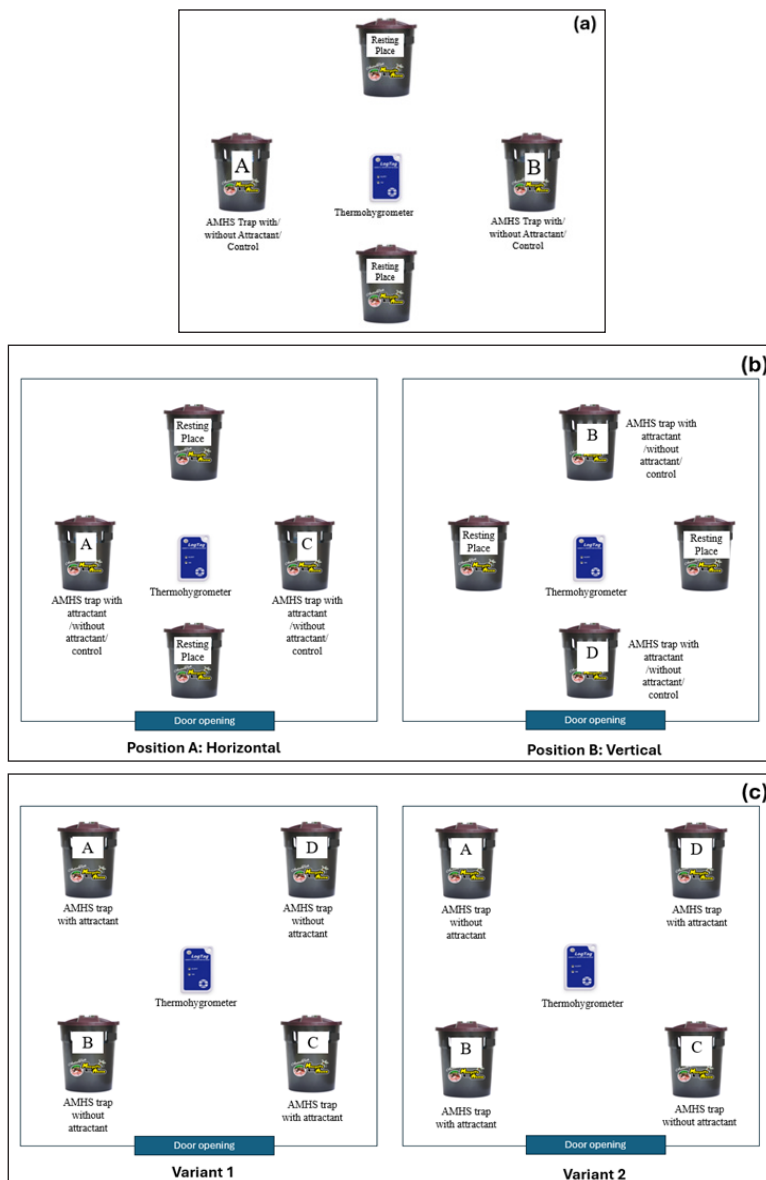 (a)
Resting
Place
A
B
AMHS Trap with/
without Attractant/
Control
LogTag
Thermohygrometer
AMHS Trap with/
without Attractant/
Control
Resting
Place
(b)
Resting
Place
A
LogTag
C
AMHS trap with
attractant
/without
attractant/
control
Thermohygrometer
AMHS trap with
attractant
/without
attractant/
control
Resting
Place
Door opening
Position A: Horizontal
B
AMHS trap with
attractant
/without
attractant/
control
Resting
Place
LogTag
Resting
Place
Thermohygrometer
D
AMHS trap with
attractant
/without
attractant/
control
Door opening
Position B: Vertical
(c)
A
D
AMHS trap
with attractant
AMHS trap
without
attractant
LogTag
Thermohygrometer
B
C
AMHS trap
without
attractant
AMHS trap
with attractant
Door opening
Variant 1
A
D
AMHS trap
without
attractant
AMHS trap
with attractant
LogTag
Thermohygrometer
B
C
AMHS trap
with attractant
AMHS trap
without attractant
Door opening
Variant 2